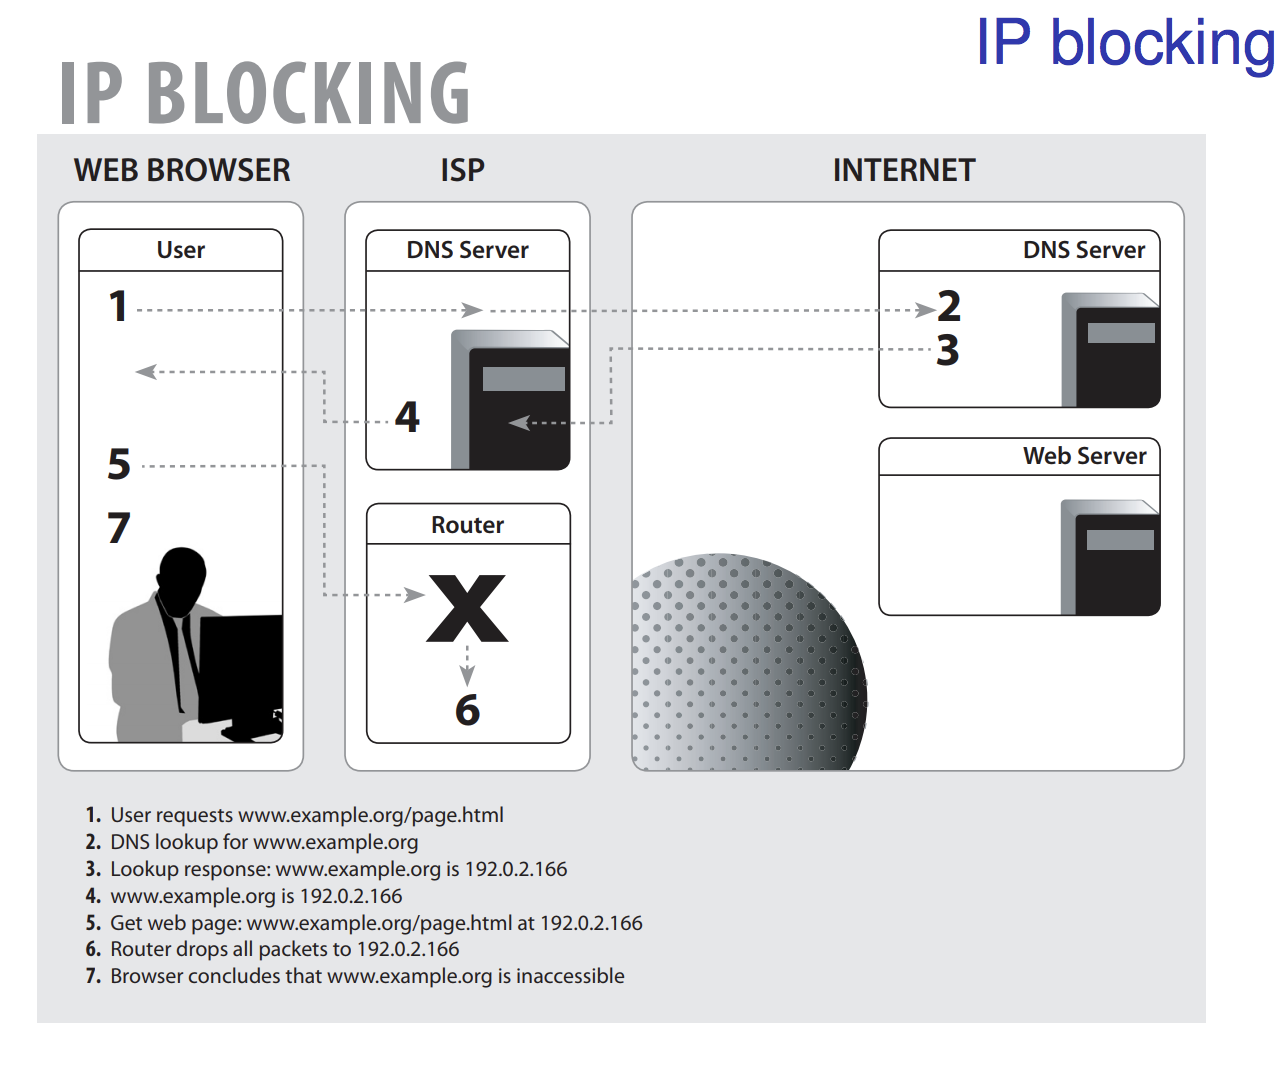 IP blocking
IP BLOCKING
WEB BROWSER
ISP
INTERNET
User
1
5
7
DNS Server
4
Router
X
6
DNS Server
2
3
Web Server
1. User requests www.example.org/page.html
2. DNS lookup for www.example.org
3. Lookup response: www.example.org is 192.0.2.166
4. www.example.org is 192.0.2.166
5. Get web page: www.example.org/page.html at 192.0.2.166
6. Router drops all packets to 192.0.2.166
7. Browser concludes that www.example.org is inaccessible